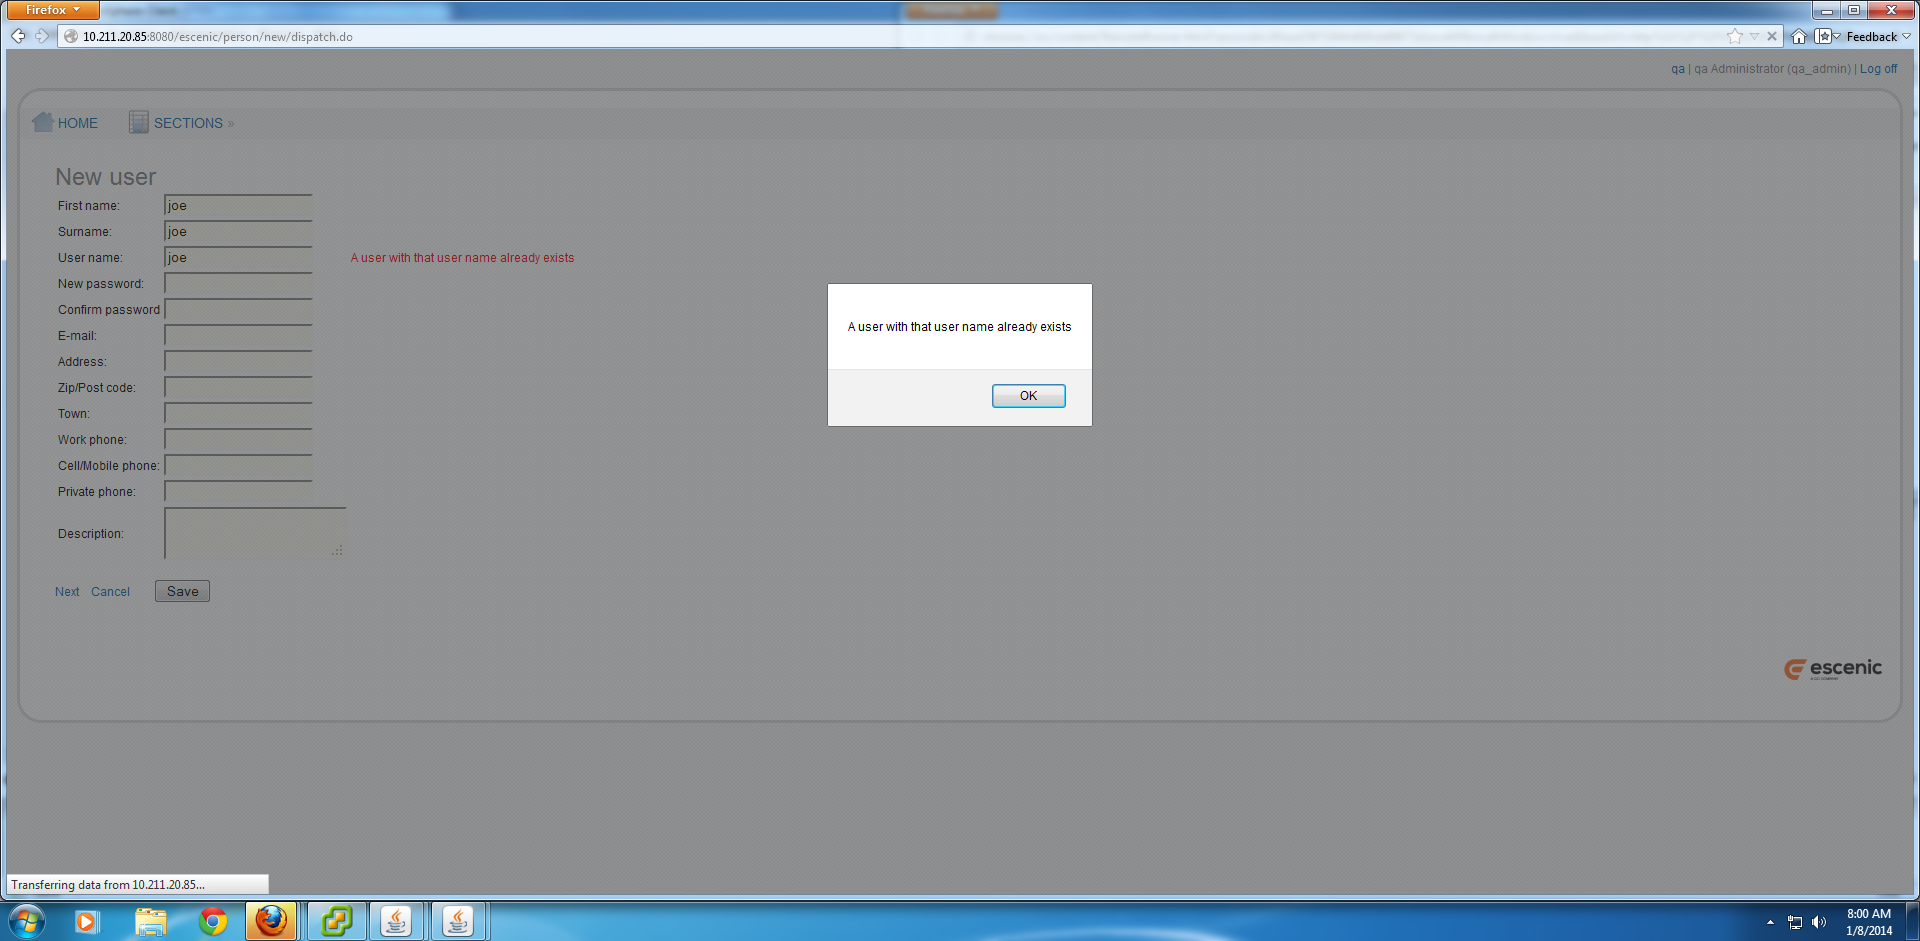 Firefox
10.211.20.85:8080/escenic/person/new/dispatch.do
Feedback
qa | qa Administrator (qa_admin) | Log off
HOME
SECTIONS »
New user
First name: joe
Surname: joe
User name: joe A user with that user name already exists
New password:
Confirm password
E-mail:
Address:
Zip/Post code:
Town:
Work phone:
Cell/Mobile phone:
Private phone:
Description:
Next Cancel Save
A user with that user name already exists
OK
escenic
Transferring data from 10.211.20.85...
8:00 AM
1/8/2014